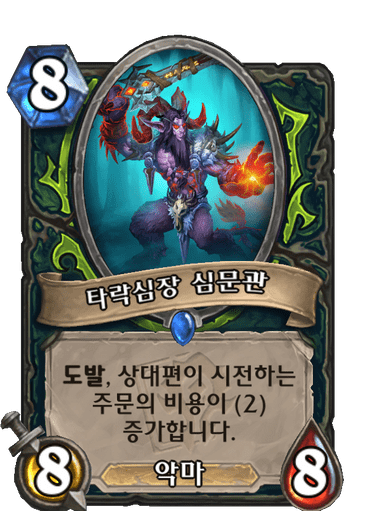 8
타락심장 심문관
도발, 상대편이 시전하는
주문의 비용이 (2)
증가합니다.
8
악마
8